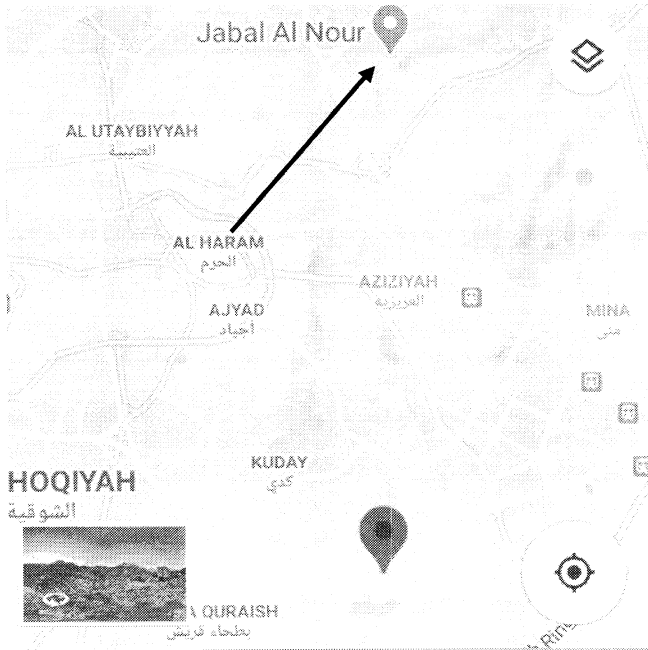 Jabal Al Nour
AL UTAYBIYYAH
العتيبية
AL HARAM
الحرم
AZIZIYAH
العزيزية
AJYAD
أجياد
MINA
منى
KUDAY
كدي
HOQIYAH
الشوقية
QURAISH
بطحاء قريش
Ring